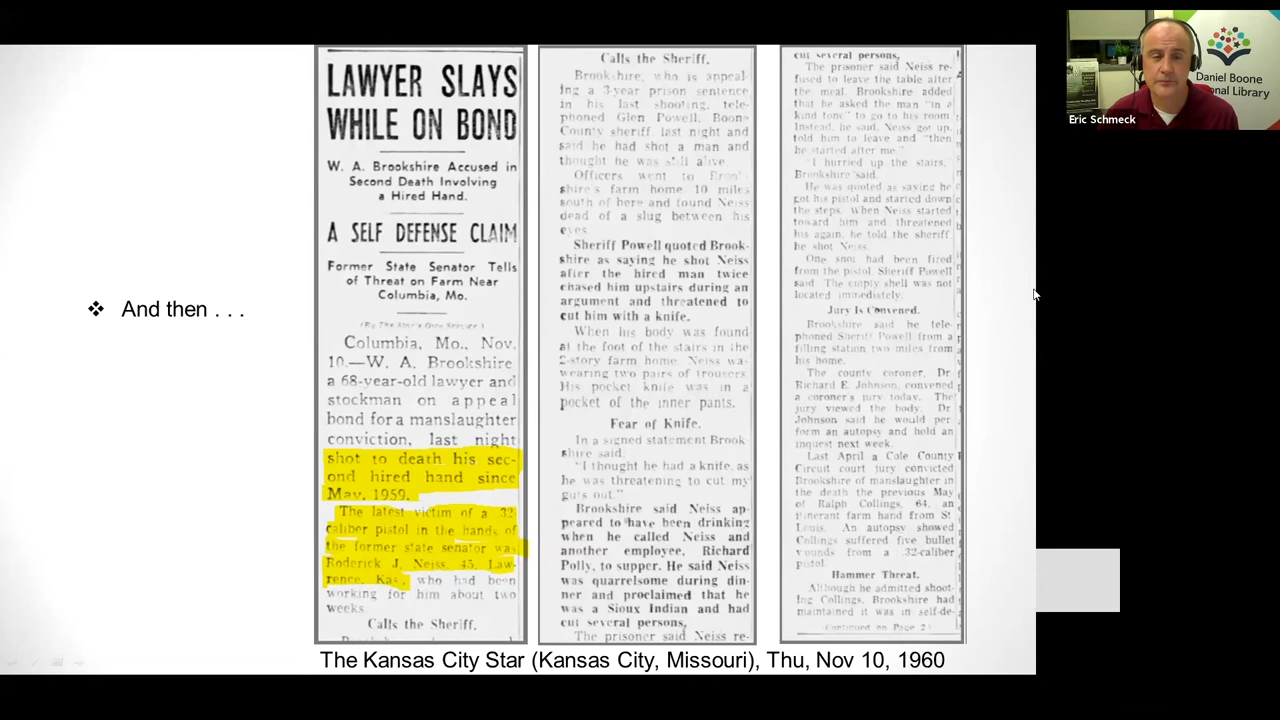 ❖ And then . . .
LAWYER SLAYS
WHILE ON BOND
W. A. Brookshire Accused in
Second Death Involving
a Hired Hand.
A SELF DEFENSE CLAIM
Former State Senator Tells
of Threat on Farm Near
Columbia, Mo.
(By The Star's Own Service)
Columbia, Mo., Nov.
10.—W. A. Brookshire
a 68-year-old lawyer and
stockman on appeal
bond for a manslaughter
conviction, last night
shot to death his sec-
ond hired hand since
May, 1959.
The latest victim of a .32
caliber pistol in the hands of
the former state senator was
Roderick J. Neiss, 45, Law-
rence, Kas., who had been
working for him about two
weeks.
Calls the Sheriff.
Calls the Sheriff.
Brookshire, who is appeal-
ing a 3-year prison sentence
in his last shooting, tele-
phoned Glen Powell, Boone
County sheriff, last night and
said he had shot a man and
thought he was still alive.
Officers went to Brook-
shire's farm home 10 miles
south of here and found Neiss
dead of a slug between his
eyes.
Sheriff Powell quoted Brook-
shire as saying he shot Neiss
after the hired man twice
chased him upstairs during an
argument and threatened to
cut him with a knife.
When his body was found
at the foot of the stairs in the
2-story farm home, Neiss wa-
wearing two pairs of trousers.
His pocket knife was in a
pocket of the inner pants.
Fear of Knife.
In a signed statement Brook
shire said:
"I thought he had a knife, as
he was threatening to cut my
guts out."
Brookshire said Neiss ap-
peared to have been drinking
when he called Neiss and
another employee, Richard
Polly, to supper. He said Neiss
was quarrelsome during din-
ner and proclaimed that he
was a Sioux Indian and had
cut several persons.
The prisoner said Neiss re-
cut several persons.
The prisoner said Neiss re-
fused to leave the table after
the meal. Brookshire added
that he asked the man "in a
kind tone" to go to his room
Instead, he said, Neiss got up,
told him to leave and "then
he started after me."
"I hurried up the stairs,"
Brookshire said.
He was quoted as saying he
got his pistol and started down
the steps. When Neiss started
toward him and threatened
his again, he told the sheriff,
he shot Neiss.
One shot had been fired
from the pistol, Sheriff Powell
said. The empty shell was not
located immediately.
Jury Is Convened.
Brookshire said he tele-
phoned Sheriff Powell from a
filling station two miles from
his home.
The county coroner, Dr
Richard E. Johnson, convened
a coroner's jury today. The
jury viewed the body. Dr
Johnson said he would per-
form an autopsy and hold an
inquest next week.
Last April a Cole County
Circuit court jury convicted
Brookshire of manslaughter in
the death the previous May
of Ralph Collings, 64, an
itinerant farm hand from St
Louis. An autopsy showed
Collings suffered five bullet
wounds from a .32-caliber
pistol.
Hammer Threat.
Although he admitted shoot-
ing Collings, Brookshire had
maintained it was in self-de-
(Continued on Page 2)
The Kansas City Star (Kansas City, Missouri), Thu, Nov 10, 1960
Daniel Boone
onal Library
Eric Schmeck